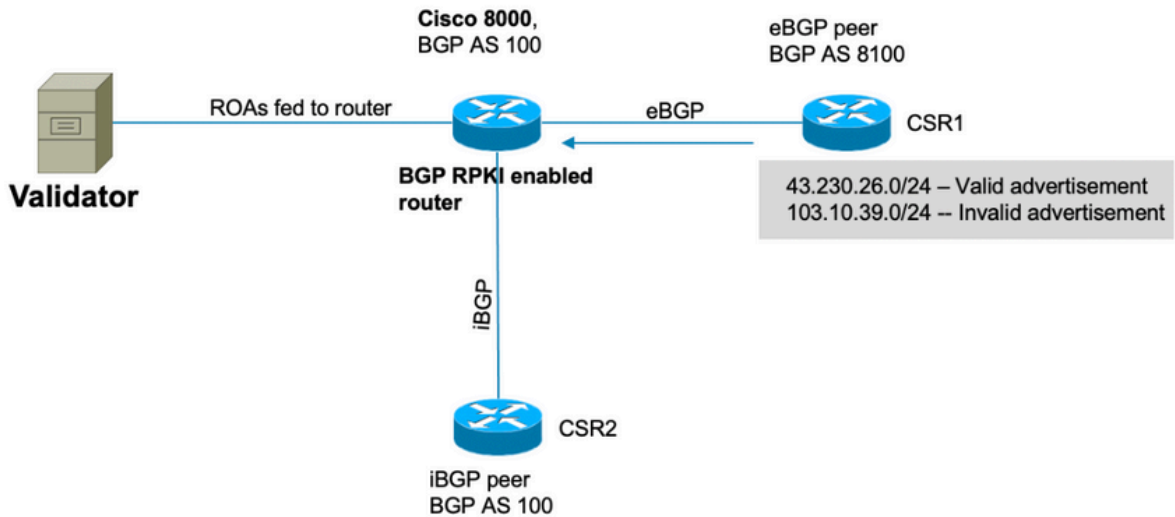 Cisco 8000,
BGP AS 100
eBGP peer
BGP AS 8100
ROAs fed to router
eBGP
CSR1
Validator
BGP RPKI enabled
router
43.230.26.0/24 – Valid advertisement
103.10.39.0/24 -- Invalid advertisement
iBGP
CSR2
iBGP peer
BGP AS 100